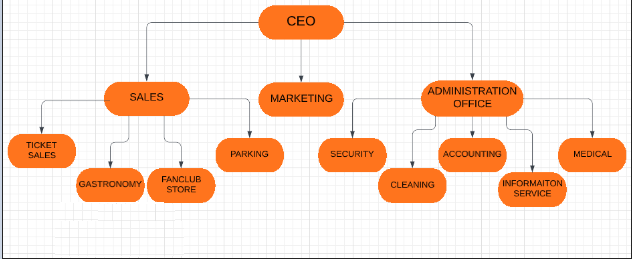 CEO
SALES
MARKETING
ADMINISTRATION
OFFICE
TICKET
SALES
GASTRONOMY
FANCLUB
STORE
PARKING
SECURITY
CLEANING
ACCOUNTING
INFORMAITON
SERVICE
MEDICAL